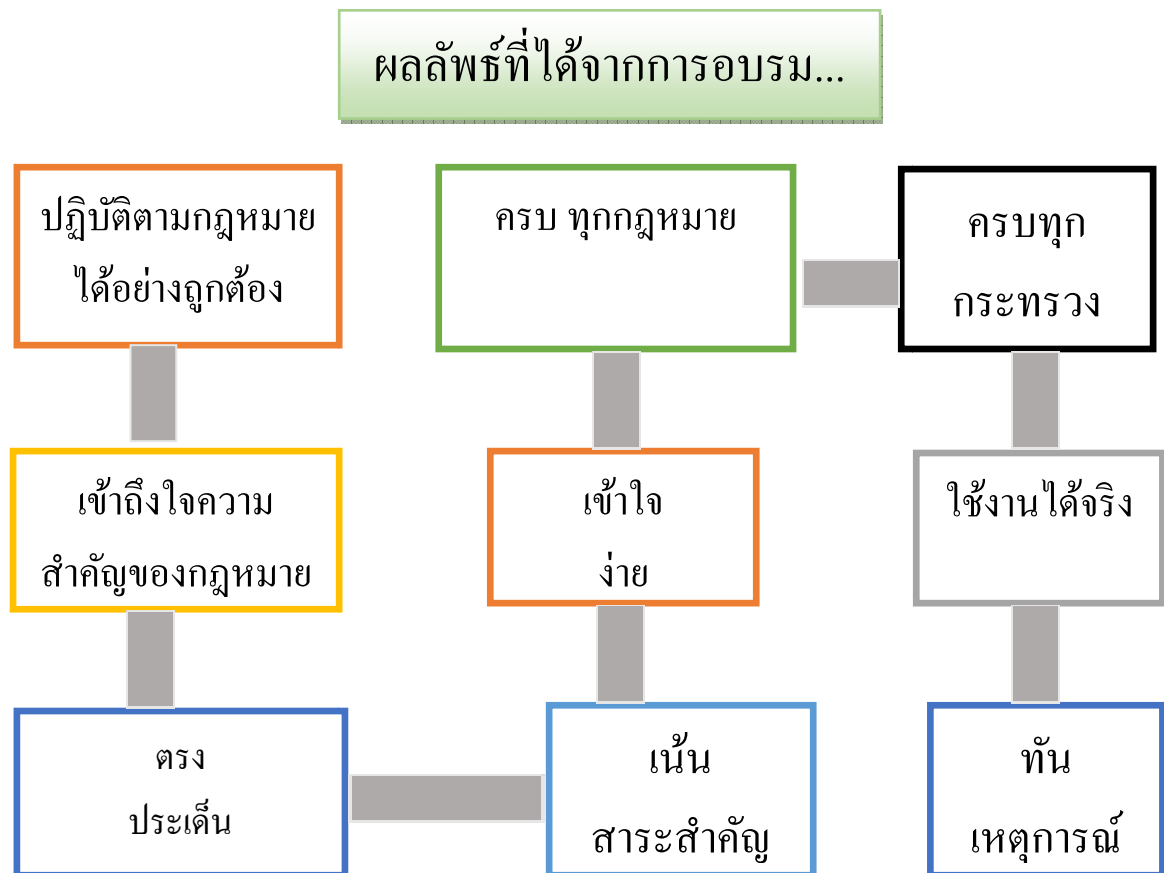 ผลลัพธ์ที่ได้จากการอบรม...
ปฏิบัติตามกฎหมาย
ได้อย่างถูกต้อง
ครบ ทุกกฎหมาย
ครบทุก
กระทรวง
เข้าถึงใจความ
สำคัญของกฎหมาย
เข้าใจ
ง่าย
ใช้งานได้จริง
ตรง
ประเด็น
เน้น
สาระสำคัญ
ทัน
เหตุการณ์